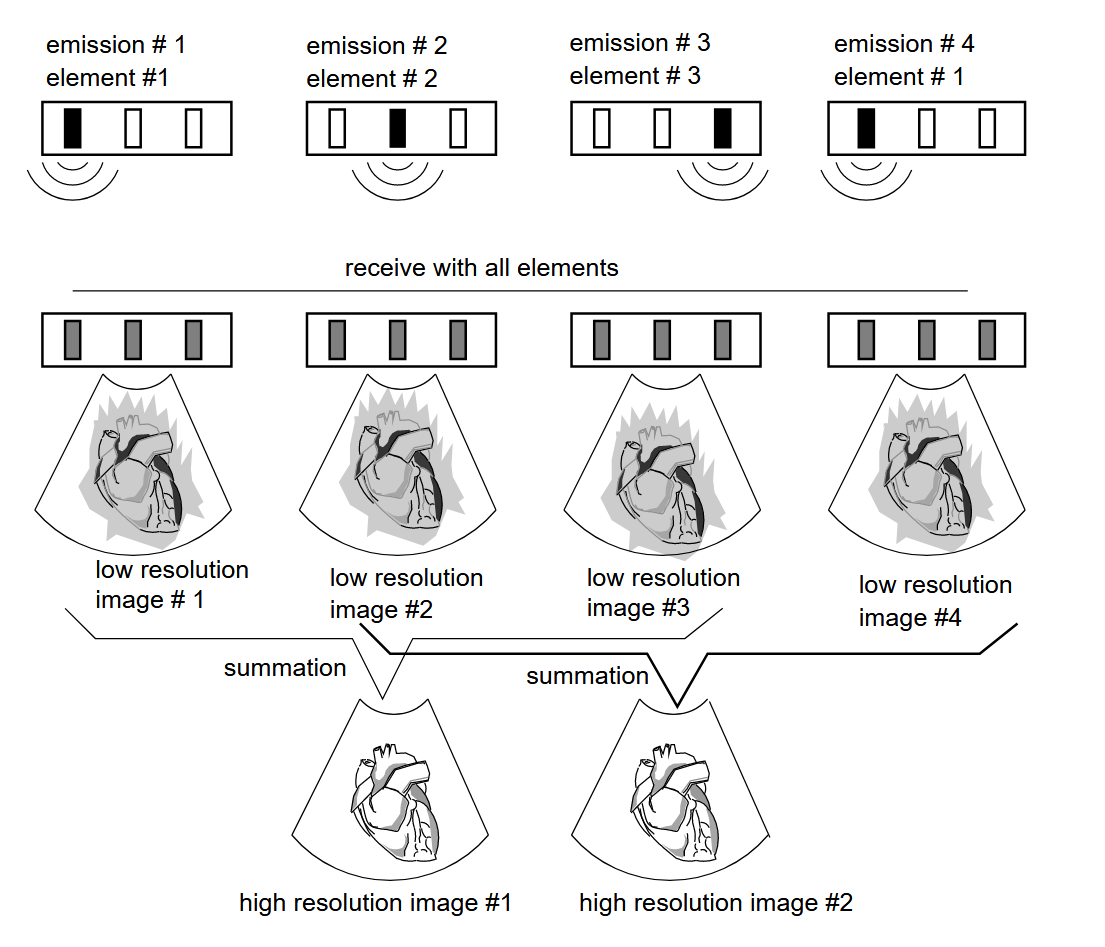 emission # 1
element #1
emission # 2
element # 2
emission # 3
element # 3
emission # 4
element # 1
receive with all elements
low resolution
image # 1
low resolution
image #2
low resolution
image #3
low resolution
image #4
summation
summation
high resolution image #1
high resolution image #2